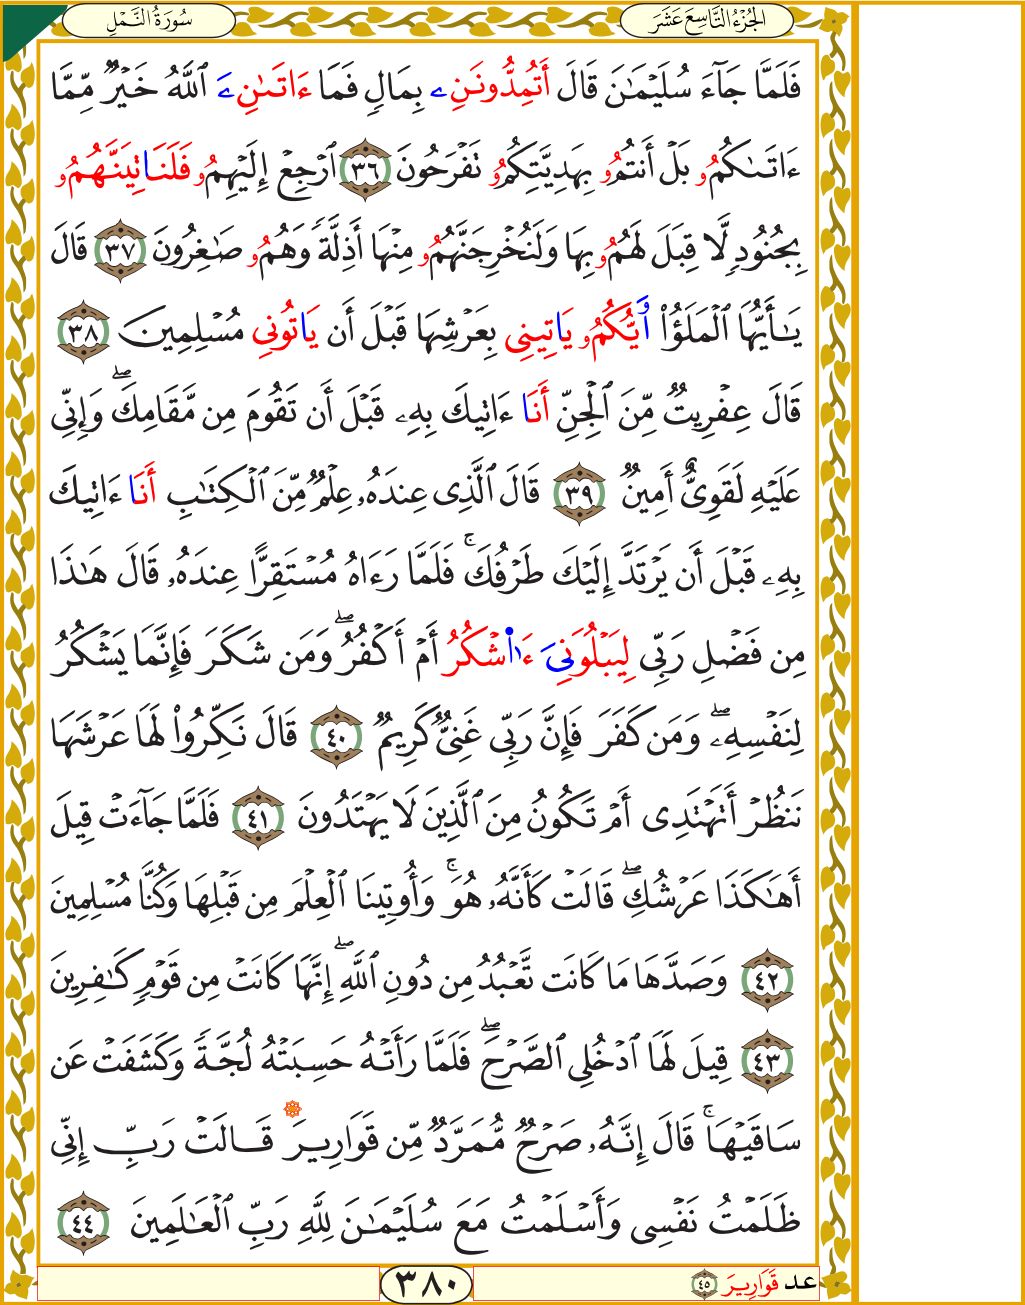 الجُزْءُ التَّاسِعَ عَشَرَ
سُورَةُ النَّمْلِ
فَلَمَّا جَآءَ سُلَيْمَٰنَ قَالَ أَتُمِدُّونَنِۦ بِمَالٖ فَمَا ءَاتَىٰنِۦَ ٱللَّهُ خَيْرٞ مِّمَّا
ءَاتَىٰكُمُۥ بَلْ أَنتُمُۥ بِهَدِيَّتِكُمُۥ تَفْرَحُونَ ٣٦ ٱرْجِعْ إِلَيْهِمُۥ فَلَنَاتِيَنَّهُمُۥ
بِجُنُودٖ لَّا قِبَلَ لَهُمُۥ بِهَا وَلَنُخْرِجَنَّهُمُۥ مِنْهَا أَذِلَّةٗ وَهُمُۥ صَٰغِرُونَ ٣٧ قَالَ
يَٰٓأَيُّهَا ٱلْمَلَؤُاْ أَيُّكُمُۥ يَاتِينِي بِعَرْشِهَا قَبْلَ أَن يَاتُونِي مُسْلِمِينَ ٣٨
قَالَ عِفْرِيتٞ مِّنَ ٱلْجِنِّ أَنَا ءَاتِيكَ بِهِۦ قَبْلَ أَن تَقُومَ مِن مَّقَامِكَۖ وَإِنِّي
عَلَيْهِ لَقَوِيٌّ أَمِينٞ ٣٩ قَالَ ٱلَّذِي عِندَهُۥ عِلْمٞ مِّنَ ٱلْكِتَٰبِ أَنَا ءَاتِيكَ
بِهِۦ قَبْلَ أَن يَرْتَدَّ إِلَيْكَ طَرْفُكَۚ فَلَمَّا رَءَاهُ مُسْتَقِرًّا عِندَهُۥ قَالَ هَٰذَا
مِن فَضْلِ رَبِّي لِيَبْلُوَنِيَ ءَا۬شْكُرُ أَمْ أَكْفُرُۖ وَمَن شَكَرَ فَإِنَّمَا يَشْكُرُ
لِنَفْسِهِۦۖ وَمَن كَفَرَ فَإِنَّ رَبِّي غَنِيّٞ كَرِيمٞ ٤٠ قَالَ نَكِّرُواْ لَهَا عَرْشَهَا
نَنظُرْ أَتَهْتَدِي أَمْ تَكُونُ مِنَ ٱلَّذِينَ لَا يَهْتَدُونَ ٤١ فَلَمَّا جَآءَتْ قِيلَ
أَهَٰكَذَا عَرْشُكِۖ قَالَتْ كَأَنَّهُۥ هُوَۚ وَأُوتِينَا ٱلْعِلْمَ مِن قَبْلِهَا وَكُنَّا مُسْلِمِينَ
٤٢ وَصَدَّهَا مَا كَانَت تَّعْبُدُ مِن دُونِ ٱللَّهِۖ إِنَّهَا كَانَتْ مِن قَوْمٖ كَٰفِرِينَ
٤٣ قِيلَ لَهَا ٱدْخُلِي ٱلصَّرْحَۖ فَلَمَّا رَأَتْهُ حَسِبَتْهُ لُجَّةٗ وَكَشَفَتْ عَن
سَاقَيْهَاۚ قَالَ إِنَّهُۥ صَرْحٞ مُّمَرَّدٞ مِّن قَوَارِيرَ قَالَتْ رَبِّ إِنِّي
ظَلَمْتُ نَفْسِي وَأَسْلَمْتُ مَعَ سُلَيْمَٰنَ لِلَّهِ رَبِّ ٱلْعَٰلَمِينَ ٤٤
عد قَوَارِيرَ ٤٥
٣٨٠